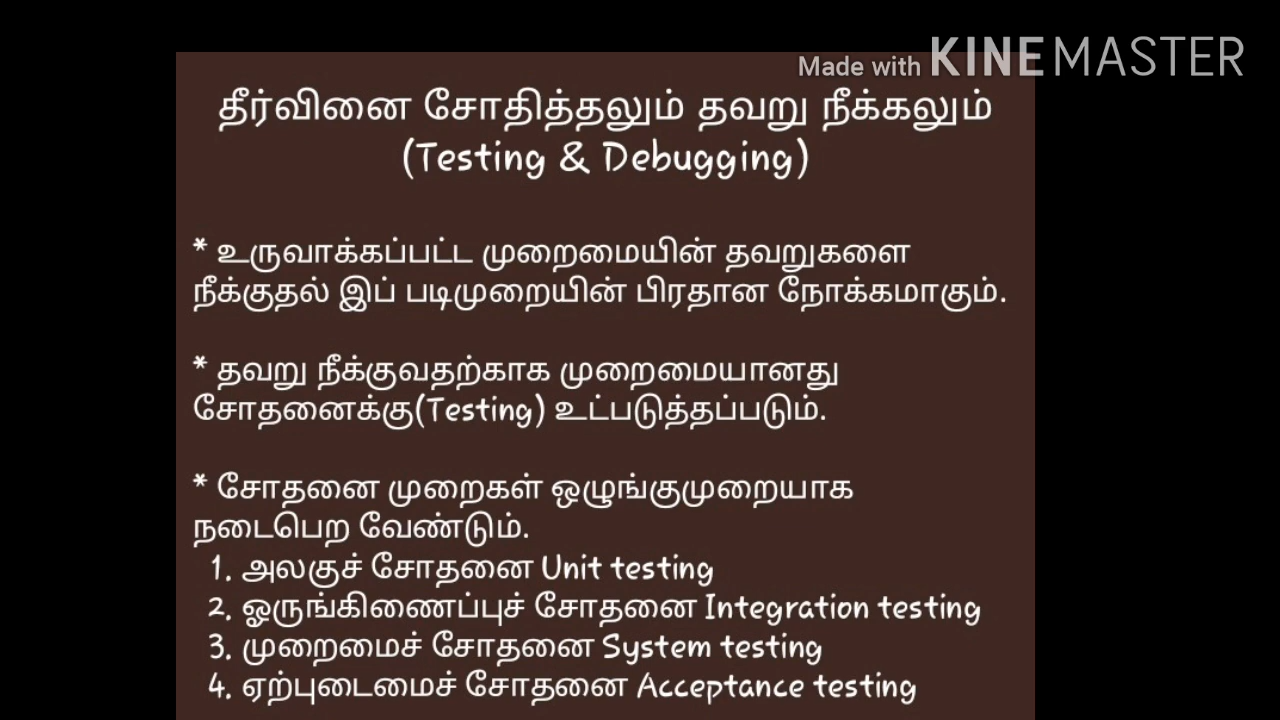 Made with KINEMASTER
தீர்வினை சோதித்தலும் தவறு நீக்கலும்
(Testing & Debugging)
* உருவாக்கப்பட்ட முறைமையின் தவறுகளை
நீக்குதல் இப் படிமுறையின் பிரதான நோக்கமாகும்.
* தவறு நீக்குவதற்காக முறைமையானது
சோதனைக்கு(Testing) உட்படுத்தப்படும்.
* சோதனை முறைகள் ஒழுங்குமுறையாக
நடைபெற வேண்டும்.
1. அலகுச் சோதனை Unit testing
2. ஓருங்கிணைப்புச் சோதனை Integration testing
3. முறைமைச் சோதனை System testing
4. ஏற்புடைமைச் சோதனை Acceptance testing